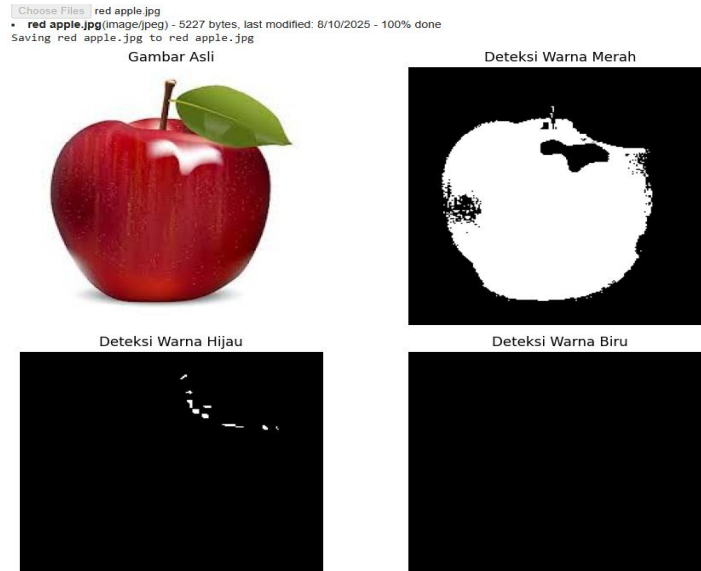 Choose Files red apple.jpg
• red apple.jpg(image/jpeg) - 5227 bytes, last modified: 8/10/2025 - 100% done
Saving red apple.jpg to red apple.jpg
Gambar Asli
Deteksi Warna Merah
Deteksi Warna Hijau
Deteksi Warna Biru